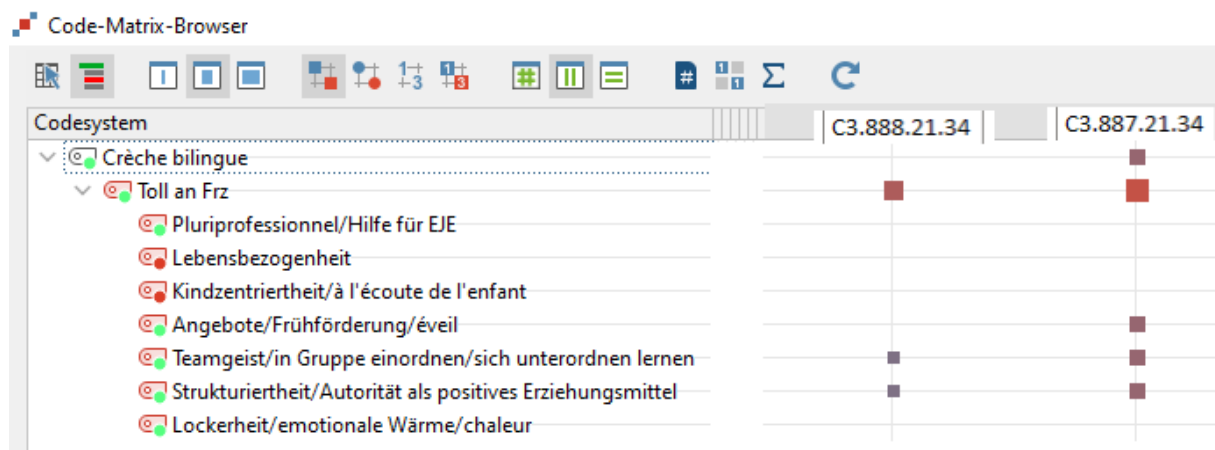 Code-Matrix-Browser
Codesystem C3.888.21.34 C3.887.21.34
Crèche bilingue
Toll an Frz
Pluriprofessionnel/Hilfe für EJE
Lebensbezogenheit
Kindzentriertheit/à l'écoute de l'enfant
Angebote/Frühförderung/éveil
Teamgeist/in Gruppe einordnen/sich unterordnen lernen
Strukturiertheit/Autorität als positives Erziehungsmittel
Lockerheit/emotionale Wärme/chaleur